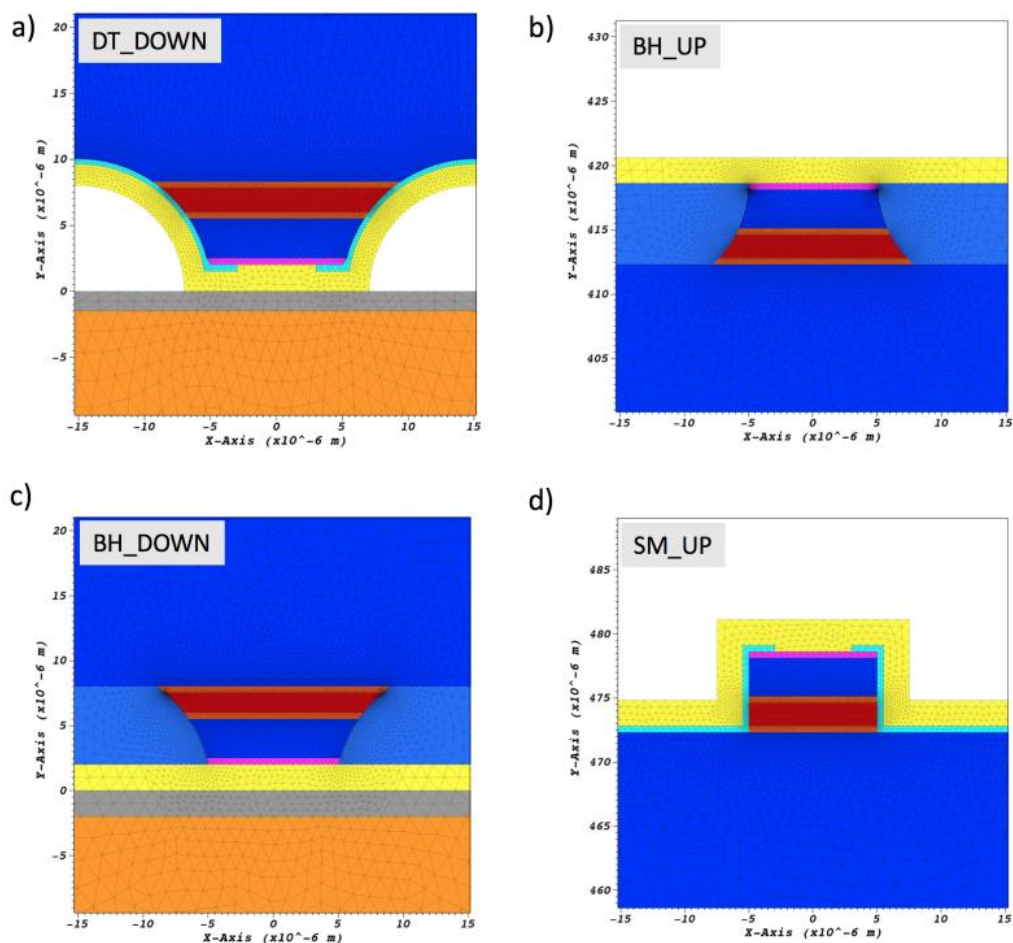 a)
DT_DOWN
20
15
10
5
0
-5
Y-Axis (x10^-6 m)
-15 -10 -5 0 5 10 15
X-Axis (x10^-6 m)
b)
BH_UP
430
425
420
415
410
405
Y-Axis (x10^-6 m)
-15 -10 -5 0 5 10 15
X-Axis (x10^-6 m)
c)
BH_DOWN
20
15
10
5
0
-5
Y-Axis (x10^-6 m)
-15 -10 -5 0 5 10 15
X-Axis (x10^-6 m)
d)
SM_UP
485
480
475
470
465
460
Y-Axis (x10^-6 m)
-15 -10 -5 0 5 10 15
X-Axis (x10^-6 m)